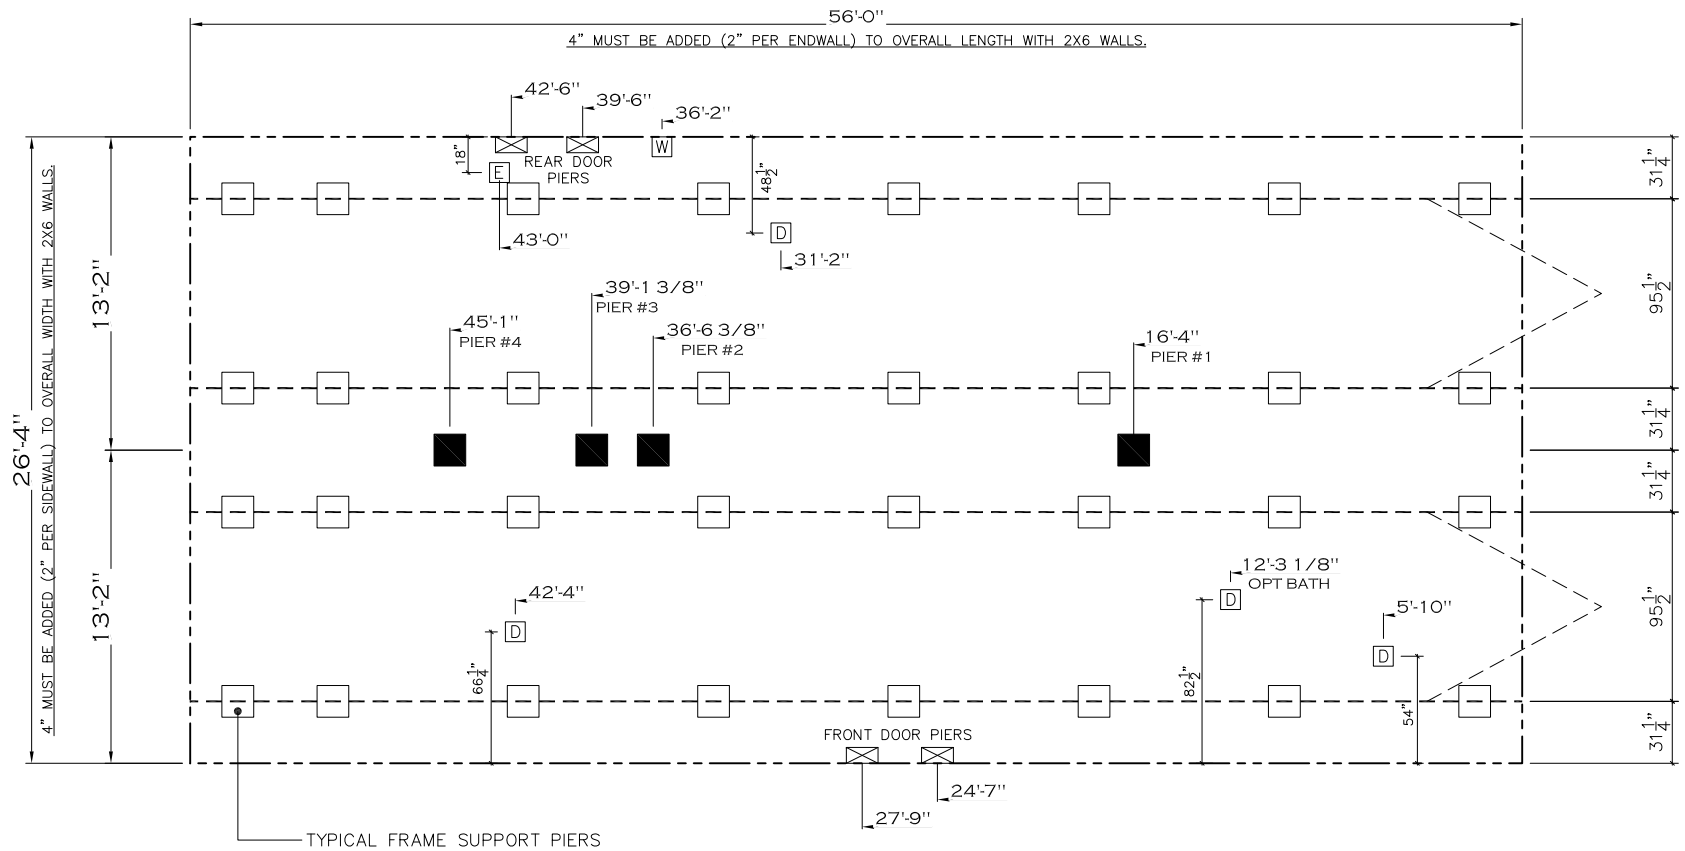 56'-0"
4" MUST BE ADDED (2" PER ENDWALL) TO OVERALL LENGTH WITH 2X6 WALLS.
42'-6"
39'-6"
36'-2"
18"
REAR DOOR
PIERS
W
E
43'-0"
48 1/2"
D
31'-2"
31 1/4"
95 1/2"
31 1/4"
31 1/4"
95 1/2"
31 1/4"
26'-4"
4" MUST BE ADDED (2" PER SIDEWALL) TO OVERALL WIDTH WITH 2X6 WALLS.
13'-2"
13'-2"
45'-1"
PIER #4
39'-1 3/8"
PIER #3
36'-6 3/8"
PIER #2
16'-4"
PIER #1
42'-4"
D
66 1/4"
12'-3 1/8"
OPT BATH
D
82 1/2"
5'-10"
D
54"
FRONT DOOR PIERS
24'-7"
27'-9"
TYPICAL FRAME SUPPORT PIERS